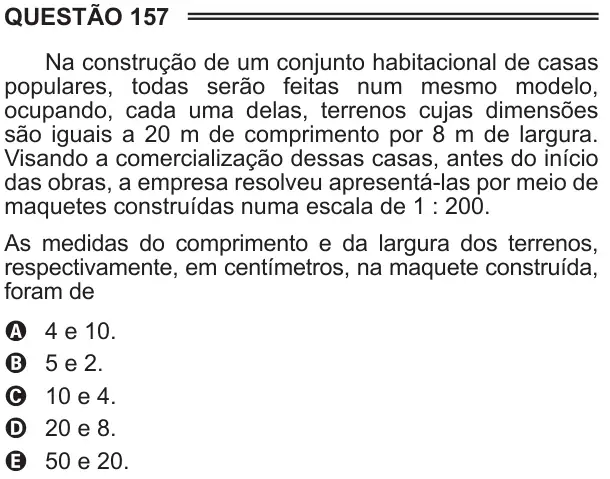 QUESTÃO 157
Na construção de um conjunto habitacional de casas
populares, todas serão feitas num mesmo modelo,
ocupando, cada uma delas, terrenos cujas dimensões
são iguais a 20 m de comprimento por 8 m de largura.
Visando a comercialização dessas casas, antes do início
das obras, a empresa resolveu apresentá-las por meio de
maquetes construídas numa escala de 1 : 200.
As medidas do comprimento e da largura dos terrenos,
respectivamente, em centímetros, na maquete construída,
foram de
A 4 e 10.
B 5 e 2.
C 10 e 4.
D 20 e 8.
E 50 e 20.